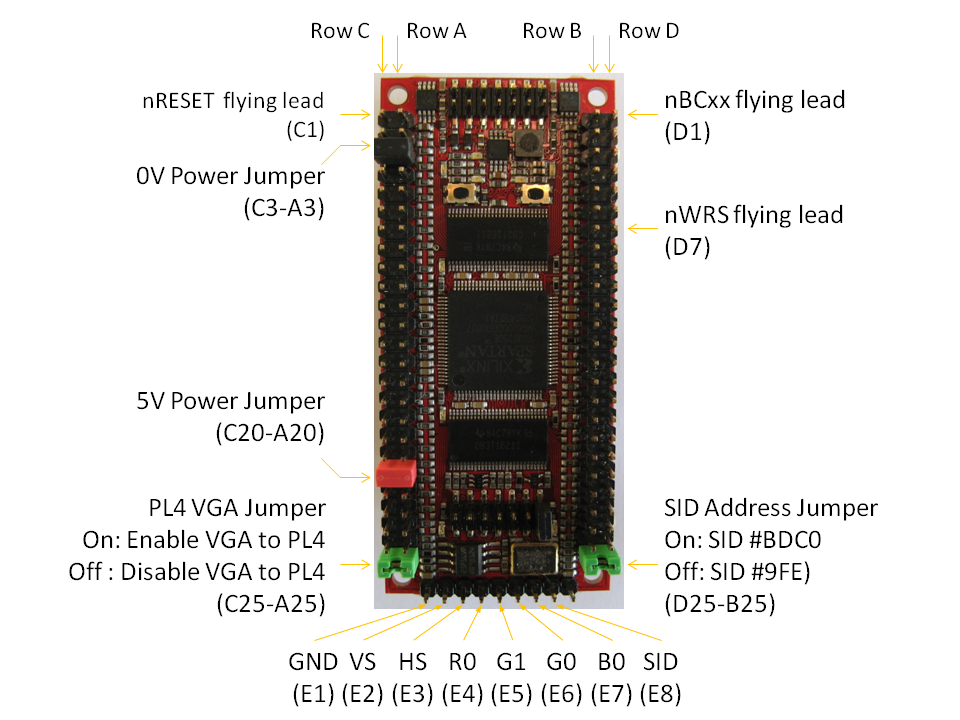 Row C
Row A
Row B
Row D
nRESET flying lead
(C1)
0V Power Jumper
(C3-A3)
5V Power Jumper
(C20-A20)
PL4 VGA Jumper
On: Enable VGA to PL4
Off : Disable VGA to PL4
(C25-A25)
nBCxx flying lead
(D1)
nWRS flying lead
(D7)
SID Address Jumper
On: SID #BDC0
Off: SID #9FE)
(D25-B25)
XILINX®
SPARTAN®
GND VS HS R0 G1 G0 B0 SID
(E1) (E2) (E3) (E4) (E5) (E6) (E7) (E8)